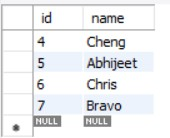 id name
4 Cheng
5 Abhijeet
6 Chris
7 Bravo
NULL NULL